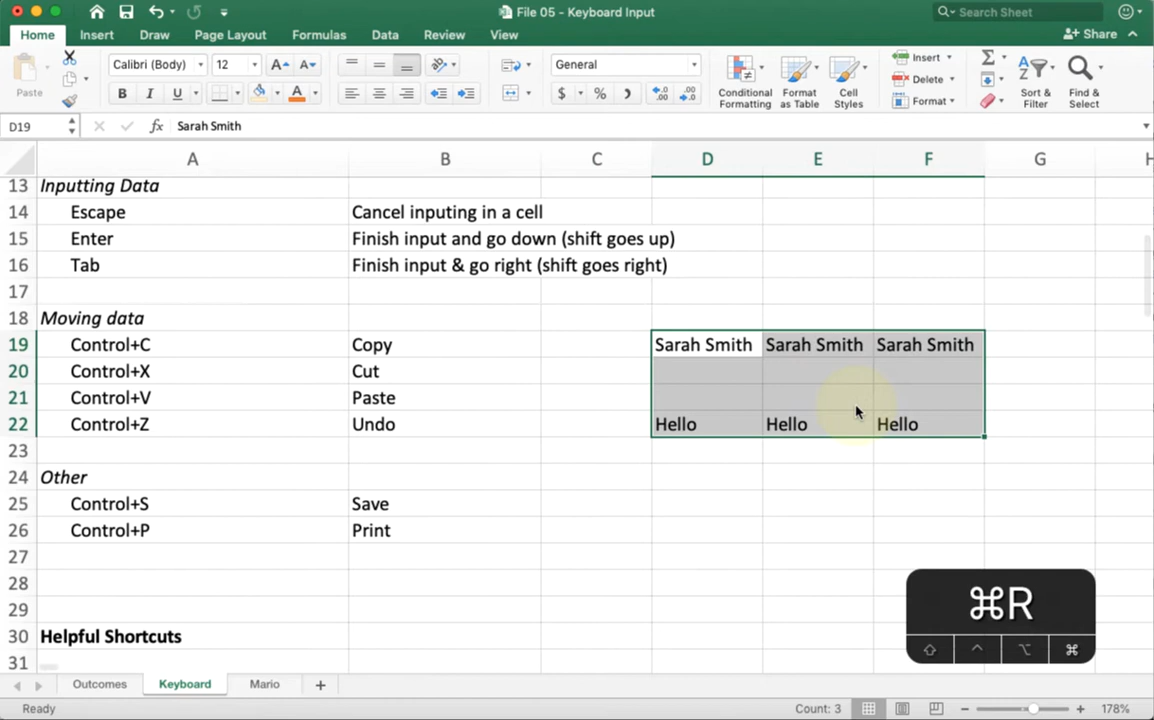 File 05 - Keyboard Input
Search Sheet
Home Insert Draw Page Layout Formulas Data Review View
Share
Paste
Calibri (Body) 12
General
Conditional Formatting
Format as Table
Cell Styles
Insert
Delete
Format
Sort & Filter
Find & Select
D19 fx Sarah Smith
A B C D E F G H
13 Inputting Data
14 Escape Cancel inputing in a cell
15 Enter Finish input and go down (shift goes up)
16 Tab Finish input & go right (shift goes right)
17
18 Moving data
19 Control+C Copy Sarah Smith Sarah Smith Sarah Smith
20 Control+X Cut
21 Control+V Paste
22 Control+Z Undo Hello Hello Hello
23
24 Other
25 Control+S Save
26 Control+P Print
27
28
29
30 Helpful Shortcuts
31
⌘R
Outcomes Keyboard Mario
Ready Count: 3 178%